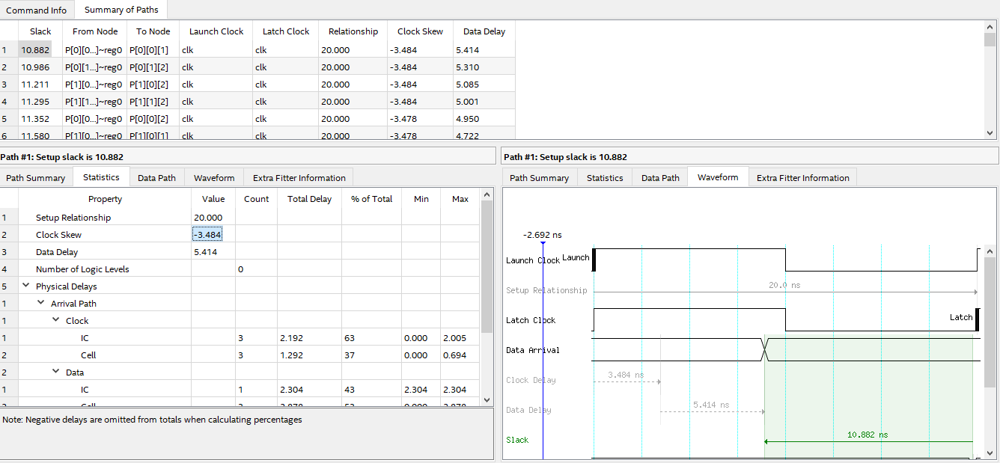 Command Info Summary of Paths
Slack From Node To Node Launch Clock Latch Clock Relationship Clock Skew Data Delay
1 10.882 P[0][0...]~reg0 P[0][0][1] clk clk 20.000 -3.484 5.414
2 10.986 P[0][1...]~reg0 P[0][1][2] clk clk 20.000 -3.484 5.310
3 11.211 P[1][0...]~reg0 P[1][0][2] clk clk 20.000 -3.484 5.085
4 11.295 P[1][1...]~reg0 P[1][1][2] clk clk 20.000 -3.484 5.001
5 11.352 P[0][0...]~reg0 P[0][0][2] clk clk 20.000 -3.478 4.950
6 11.580 P[1][0...]~reg0 P[1][0][1] clk clk 20.000 -3.478 4.722
Path #1: Setup slack is 10.882
Path Summary Statistics Data Path Waveform Extra Fitter Information
Property Value Count Total Delay % of Total Min Max
1 Setup Relationship 20.000
2 Clock Skew -3.484
3 Data Delay 5.414
4 Number of Logic Levels 0
5 Physical Delays
1 Arrival Path
1 Clock
1 IC 3 2.192 63 0.000 2.005
2 Cell 3 1.292 37 0.000 0.694
2 Data
1 IC 1 2.304 43 2.304 2.304
Note: Negative delays are omitted from totals when calculating percentages
Path #1: Setup slack is 10.882
Path Summary Statistics Data Path Waveform Extra Fitter Information
-2.692 ns
Launch Clock Launch
Setup Relationship 20.0 ns
Latch Clock Latch
Data Arrival
Clock Delay 3.484 ns
Data Delay 5.414 ns
Slack 10.882 ns